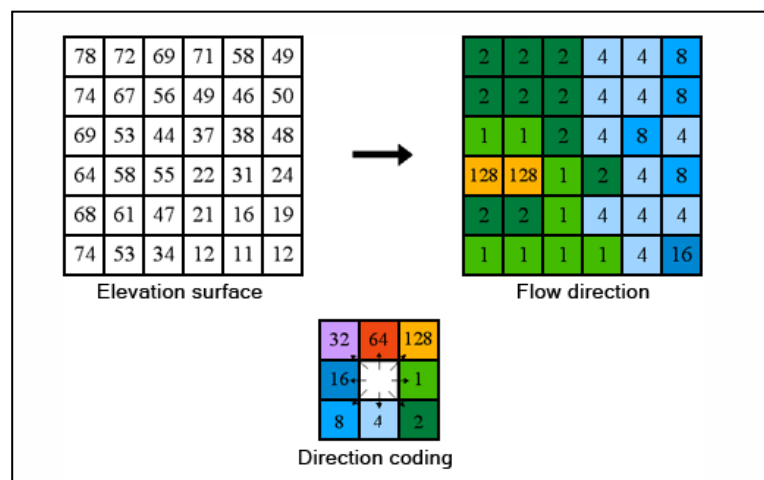 78 72 69 71 58 49 2 2 2 4 4 8
74 67 56 49 46 50 2 2 2 4 4 8
69 53 44 37 38 48 1 1 2 4 8 4
64 58 55 22 31 24 128 128 1 2 4 8
68 61 47 21 16 19 2 2 1 4 4 4
74 53 34 12 11 12 1 1 1 1 4 16
Elevation surface Flow direction
32 64 128
16 1
8 4 2
Direction coding